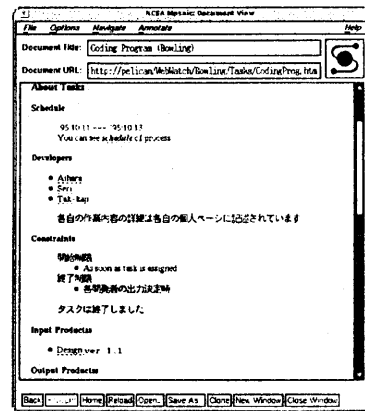 NCSA Mosaic: Document View
File Options Navigate Annotate Help
Document Title: Coding Program (Bowling)
Document URL: http://pelican/WebWatch/Bowling/Tasks/CodingProg.htm
About Tasks
Schedule
95/10/11 --- '95/10/13
You can see schedule of process
Developers
Aihara
Seri
Tak-kap
各自の作業内容の詳細は各自の個人ページに記述されています
Constraints
開始制限
As soon as task is assigned
終了制限
各開発者の出力決定時
タスクは終了しました
Input Products
Design ver 1.1
Output Products
Back Home Reload Open... Save As... Clone New Window Close Window